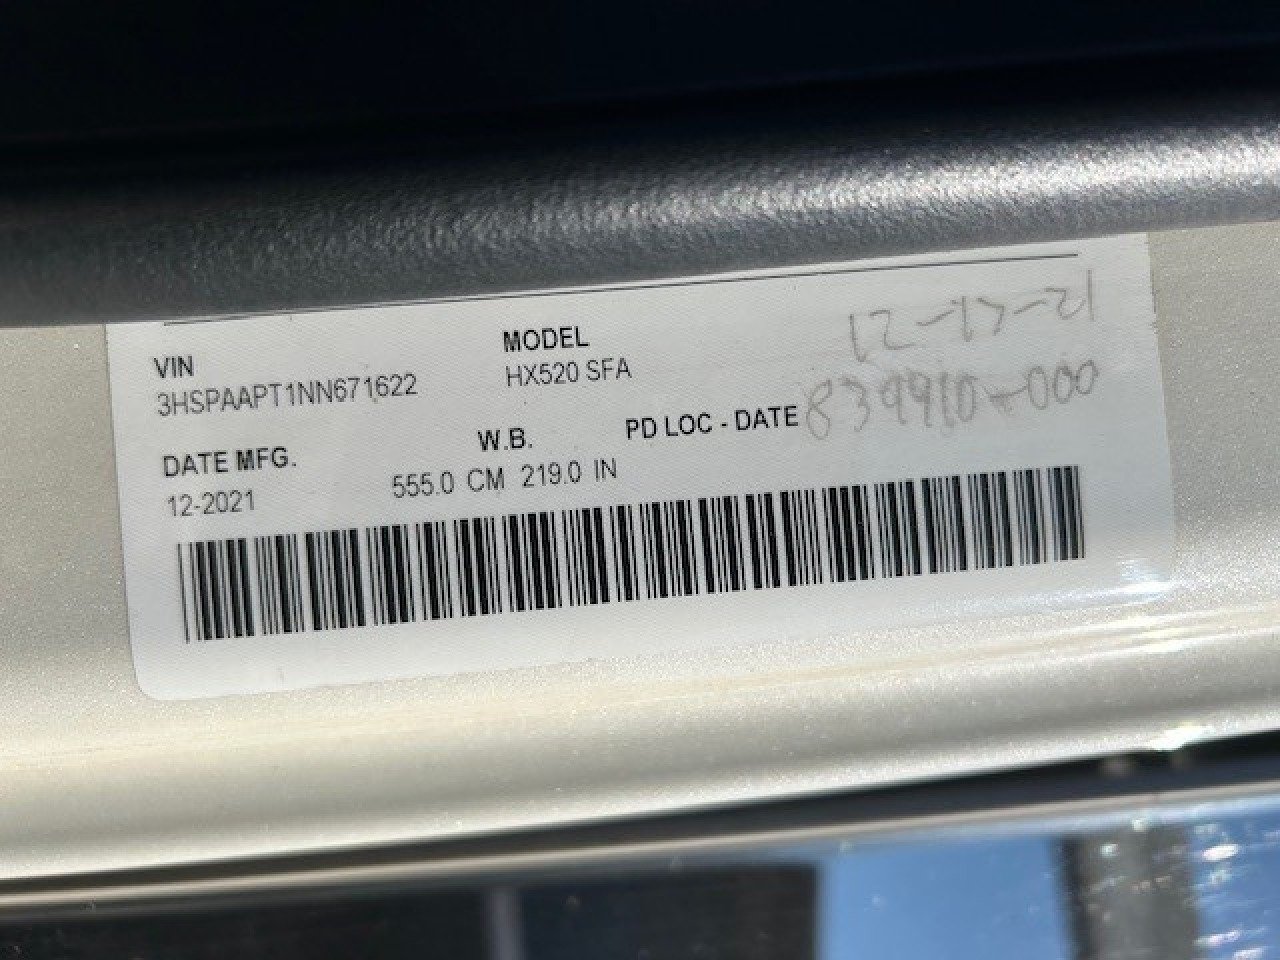 VIN
3HSPAAPT1NN671622
MODEL
HX520 SFA
12-17-21
DATE MFG.
12-2021
W.B.
555.0 CM 219.0 IN
PD LOC - DATE
839910-000